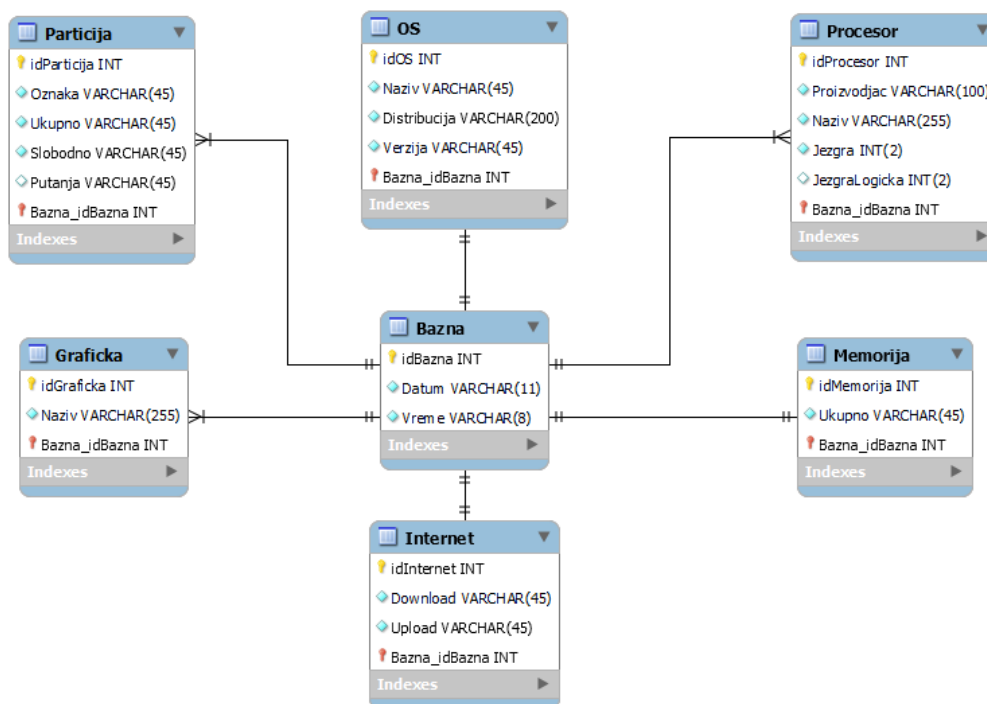 Particija
idParticija INT
Oznaka VARCHAR(45)
Ukupno VARCHAR(45)
Slobodno VARCHAR(45)
Putanja VARCHAR(45)
Bazna_idBazna INT
Indexes
OS
idOS INT
Naziv VARCHAR(45)
Distribucija VARCHAR(200)
Verzija VARCHAR(45)
Bazna_idBazna INT
Indexes
Procesor
idProcesor INT
Proizvodjac VARCHAR(100)
Naziv VARCHAR(255)
Jezgra INT(2)
JezgraLogicka INT(2)
Bazna_idBazna INT
Indexes
Graficka
idGraficka INT
Naziv VARCHAR(255)
Bazna_idBazna INT
Indexes
Bazna
idBazna INT
Datum VARCHAR(11)
Vreme VARCHAR(8)
Indexes
Memorija
idMemorija INT
Ukupno VARCHAR(45)
Bazna_idBazna INT
Indexes
Internet
idInternet INT
Download VARCHAR(45)
Upload VARCHAR(45)
Bazna_idBazna INT
Indexes